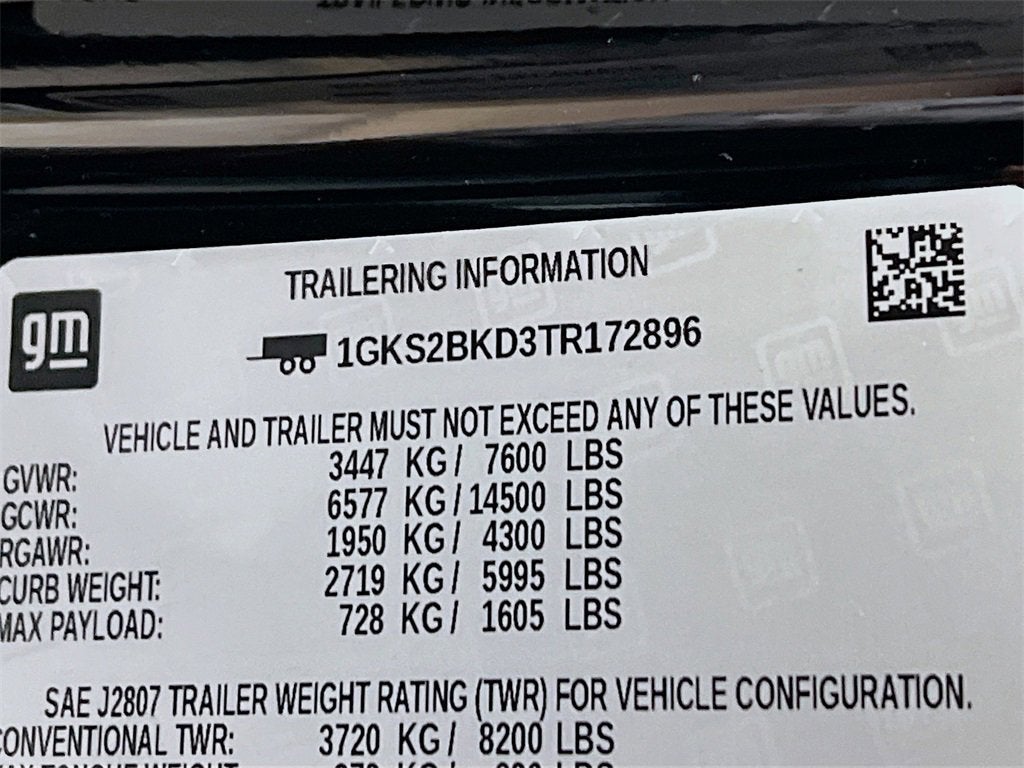 TRAILERING INFORMATION
gm
1GKS2BKD3TR172896
VEHICLE AND TRAILER MUST NOT EXCEED ANY OF THESE VALUES.
GVWR: 3447 KG/ 7600 LBS
GCWR: 6577 KG/14500 LBS
RGAWR: 1950 KG/ 4300 LBS
CURB WEIGHT: 2719 KG/ 5995 LBS
MAX PAYLOAD: 728 KG/ 1605 LBS
SAE J2807 TRAILER WEIGHT RATING (TWR) FOR VEHICLE CONFIGURATION.
CONVENTIONAL TWR: 3720 KG/ 8200 LBS